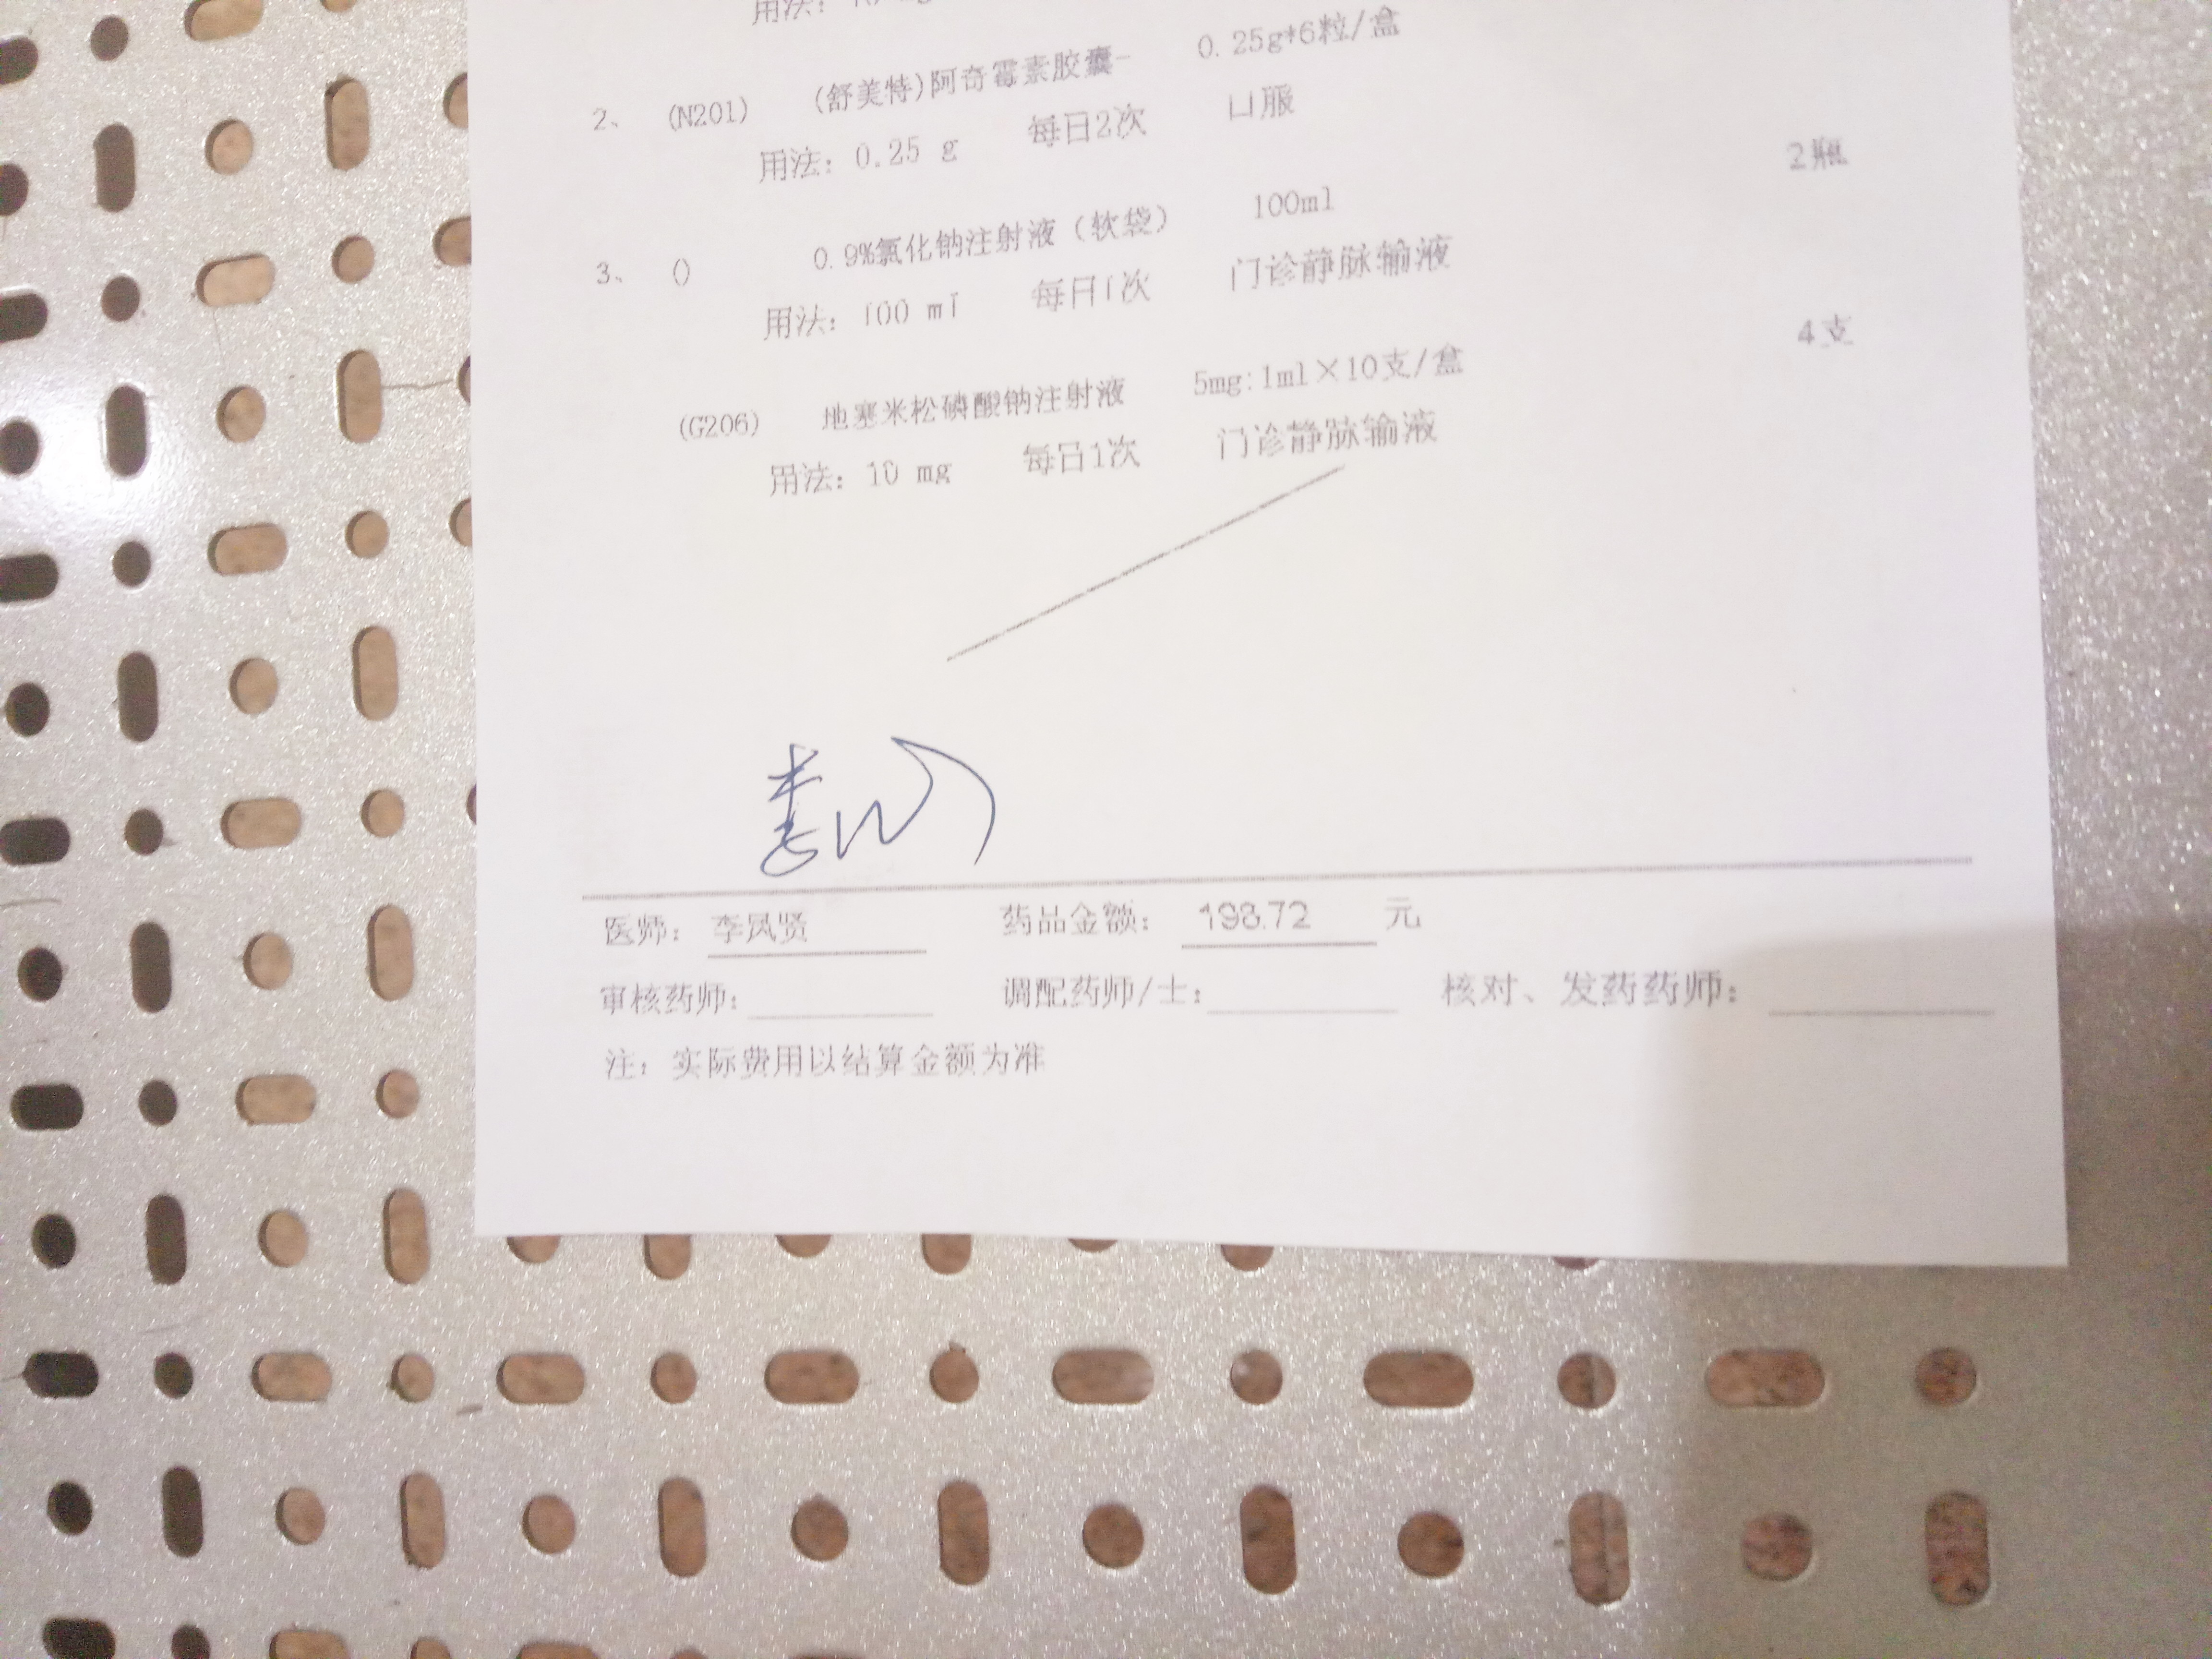 用法：
2、 (N201) (舒美特)阿奇霉素胶囊- 0.25g*6粒/盒
用法：0.25 g 每日2次 口服
2瓶
3、 () 0.9%氯化钠注射液（软袋） 100ml
用法：100 ml 每日1次 门诊静脉输液
4支
(G206) 地塞米松磷酸钠注射液 5mg:1ml×10支/盒
用法：10 mg 每日1次 门诊静脉输液
医师：李凤贤 药品金额：198.72 元
审核药师： 调配药师/士： 核对、发药药师：
注：实际费用以结算金额为准